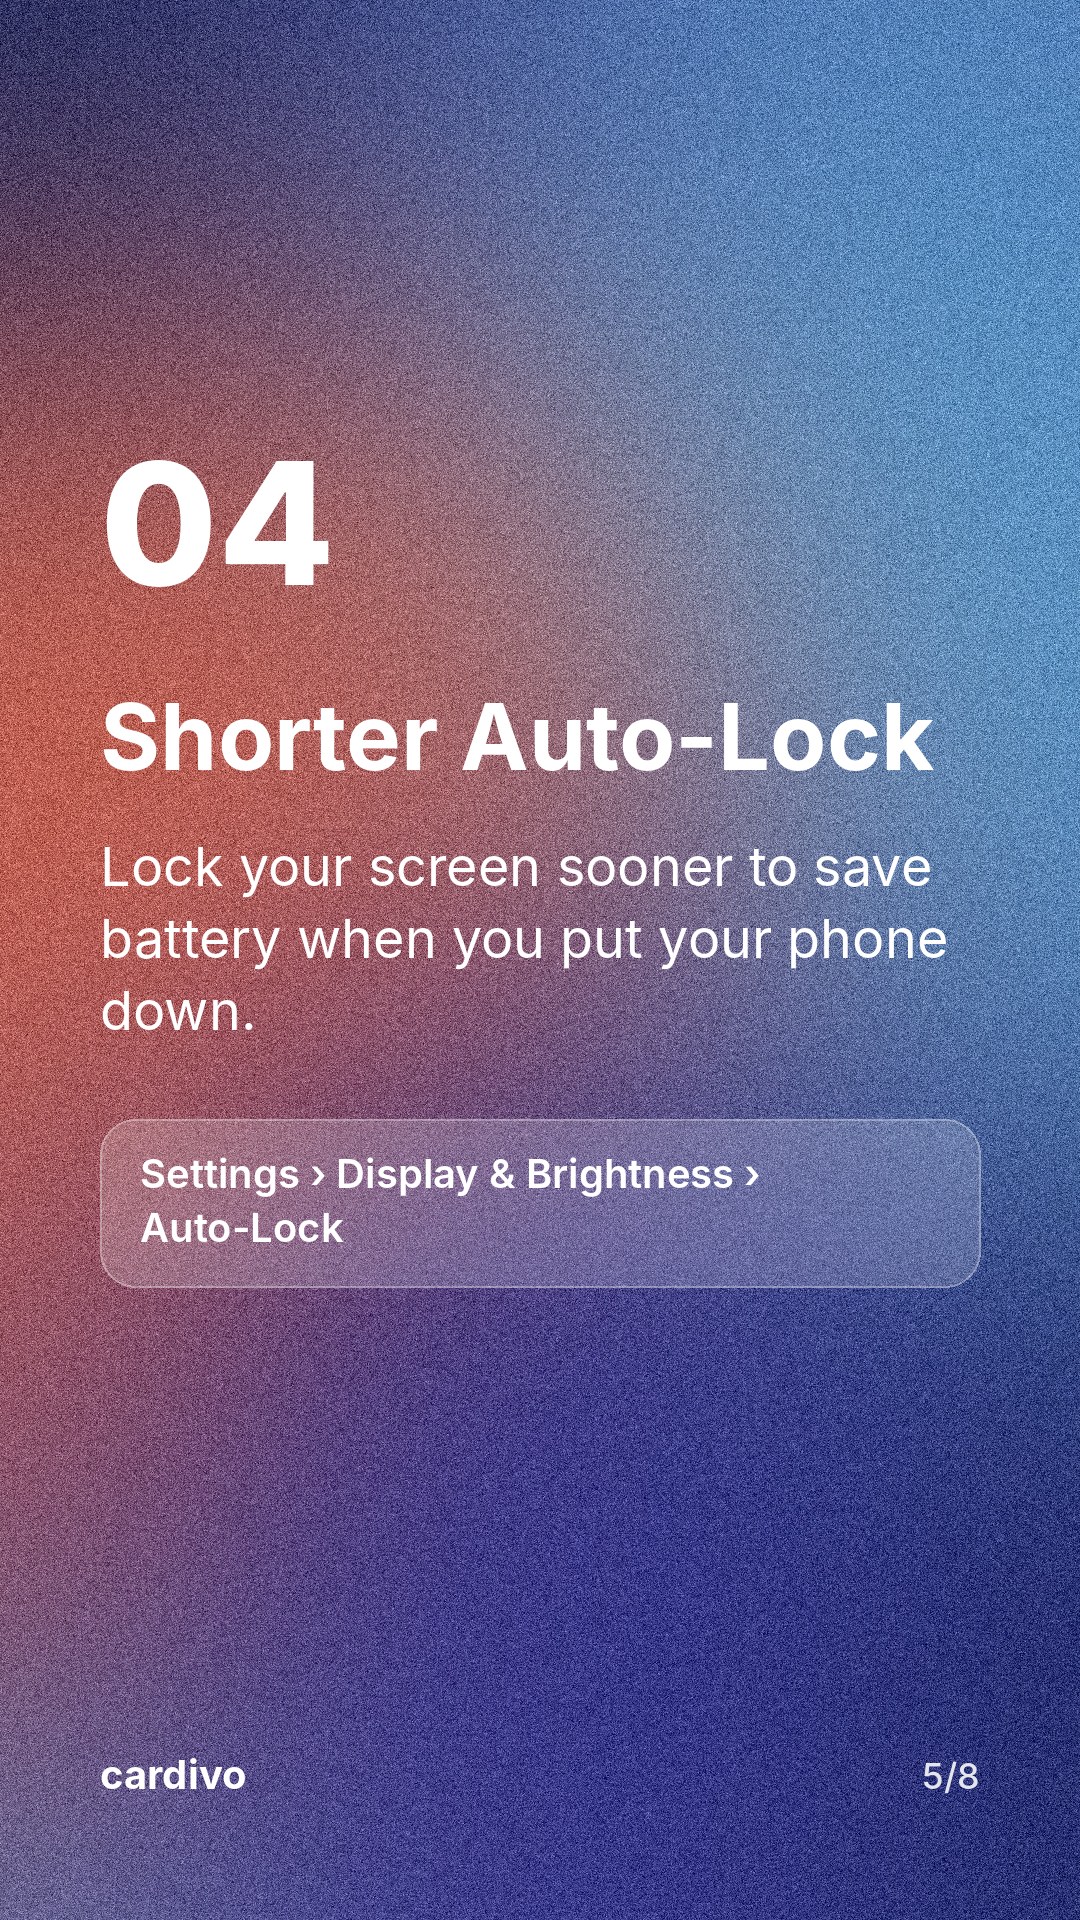 04
Shorter Auto-Lock
Lock your screen sooner to save
battery when you put your phone
down.
Settings › Display & Brightness ›
Auto-Lock
cardivo
5/8